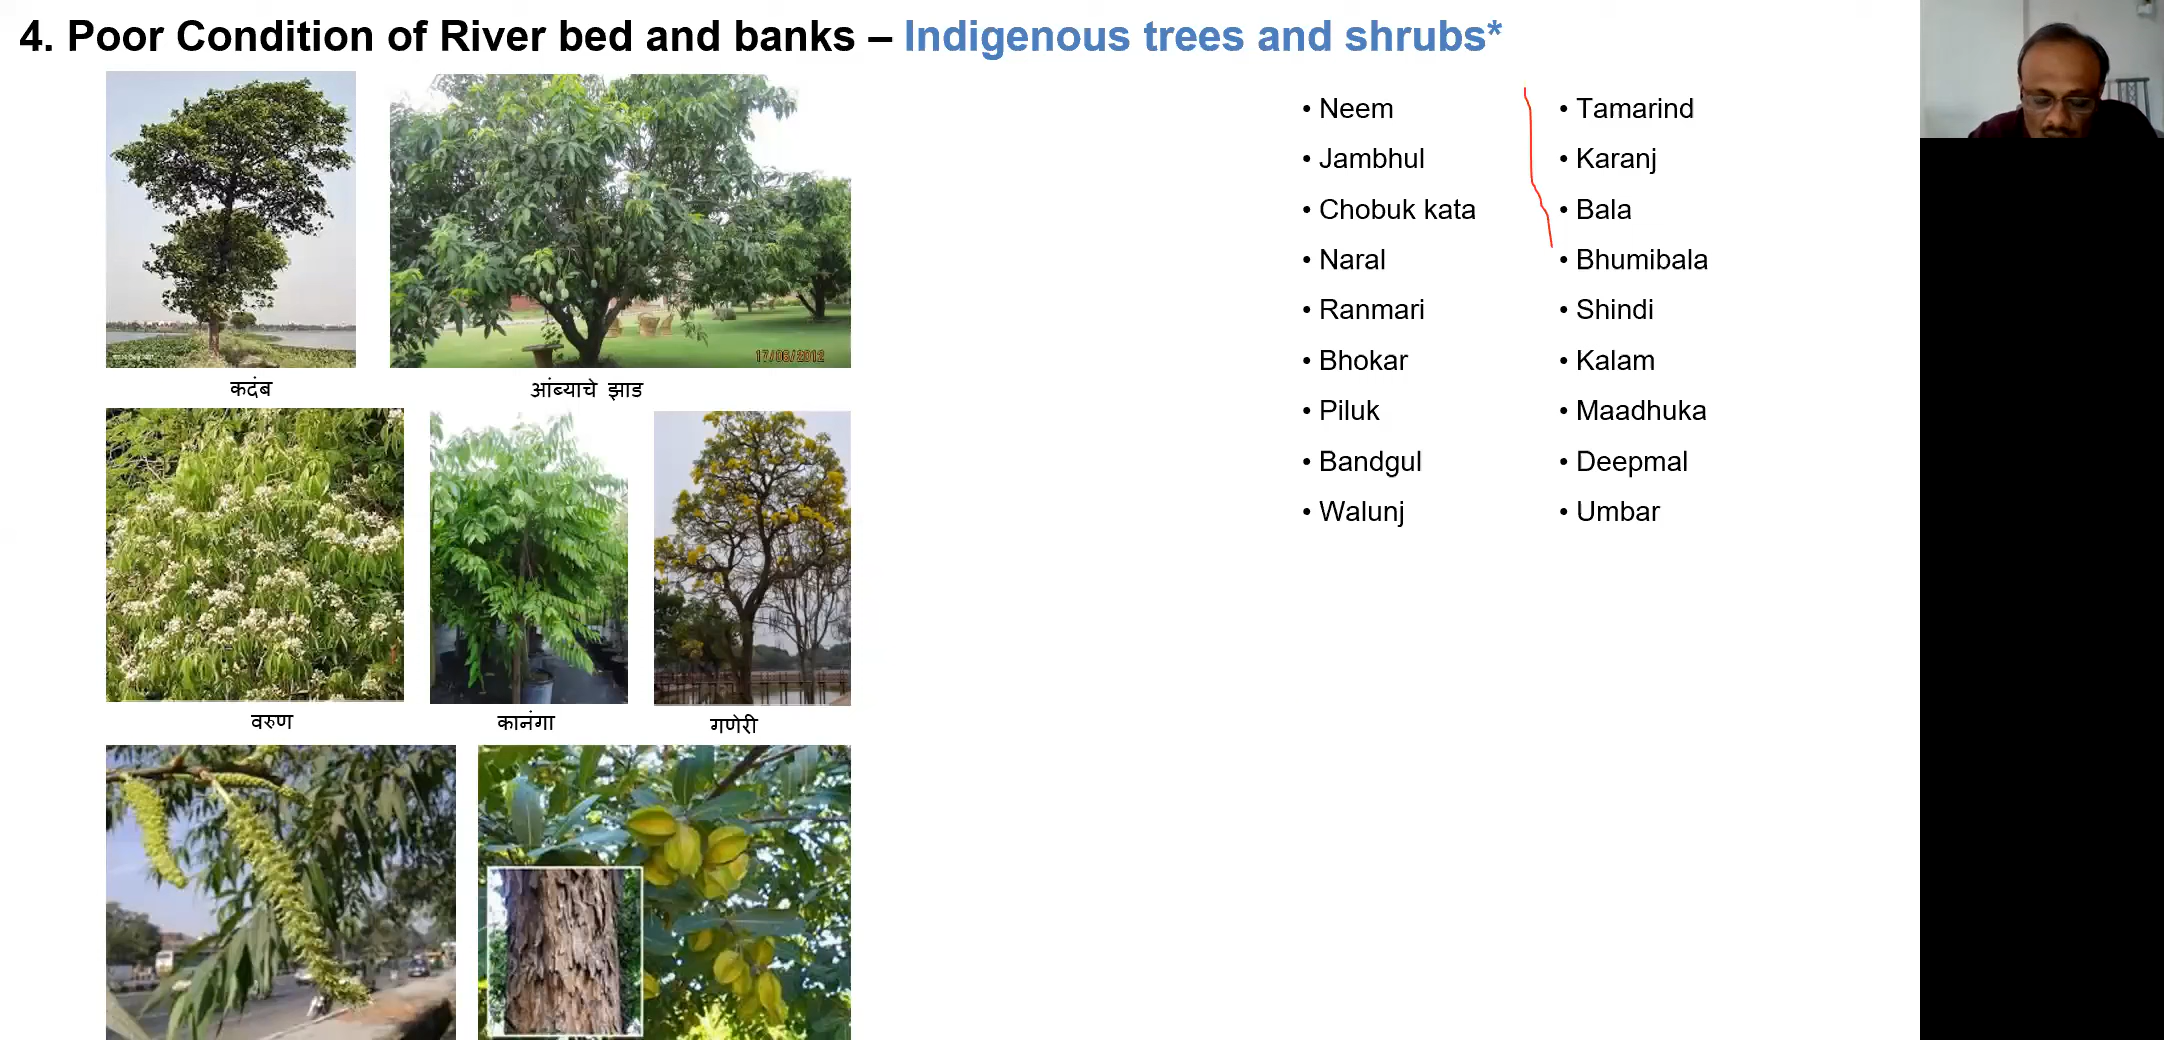 4. Poor Condition of River bed and banks – Indigenous trees and shrubs*
17/06/2012
कदंब
आंब्याचे झाड
वरुण
कानंगा
गणेरी
• Neem
• Jambhul
• Chobuk kata
• Naral
• Ranmari
• Bhokar
• Piluk
• Bandgul
• Walunj
• Tamarind
• Karanj
• Bala
• Bhumibala
• Shindi
• Kalam
• Maadhuka
• Deepmal
• Umbar